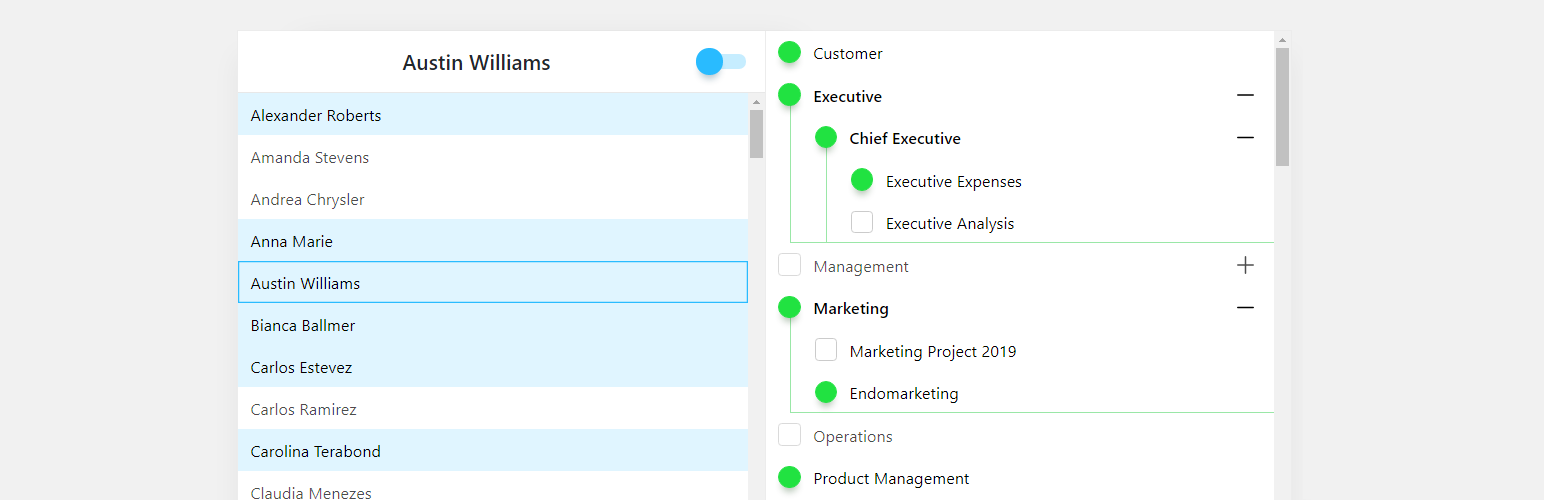 Austin Williams
Alexander Roberts
Amanda Stevens
Andrea Chrysler
Anna Marie
Austin Williams
Bianca Ballmer
Carlos Estevez
Carlos Ramirez
Carolina Terabond
Claudia Menezes
Customer
Executive
Chief Executive
Executive Expenses
Executive Analysis
Management
Marketing
Marketing Project 2019
Endomarketing
Operations
Product Management